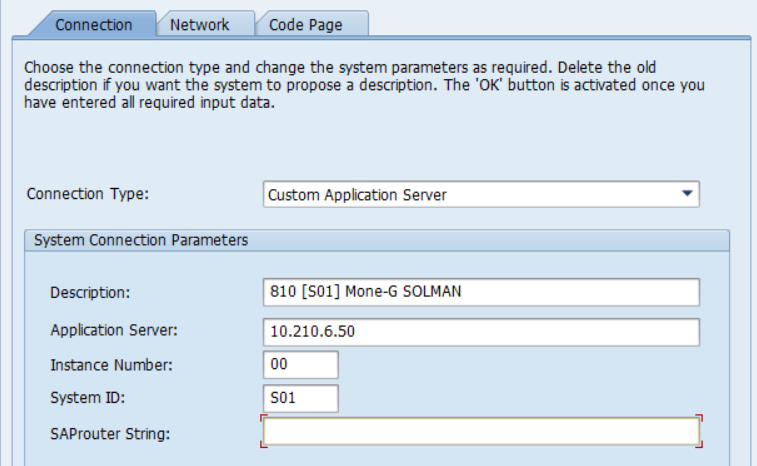 Connection Network Code Page
Choose the connection type and change the system parameters as required. Delete the old
description if you want the system to propose a description. The 'OK' button is activated once you
have entered all required input data.
Connection Type: Custom Application Server
System Connection Parameters
Description: 810 [S01] Mone-G SOLMAN
Application Server: 10.210.6.50
Instance Number: 00
System ID: S01
SAProuter String: